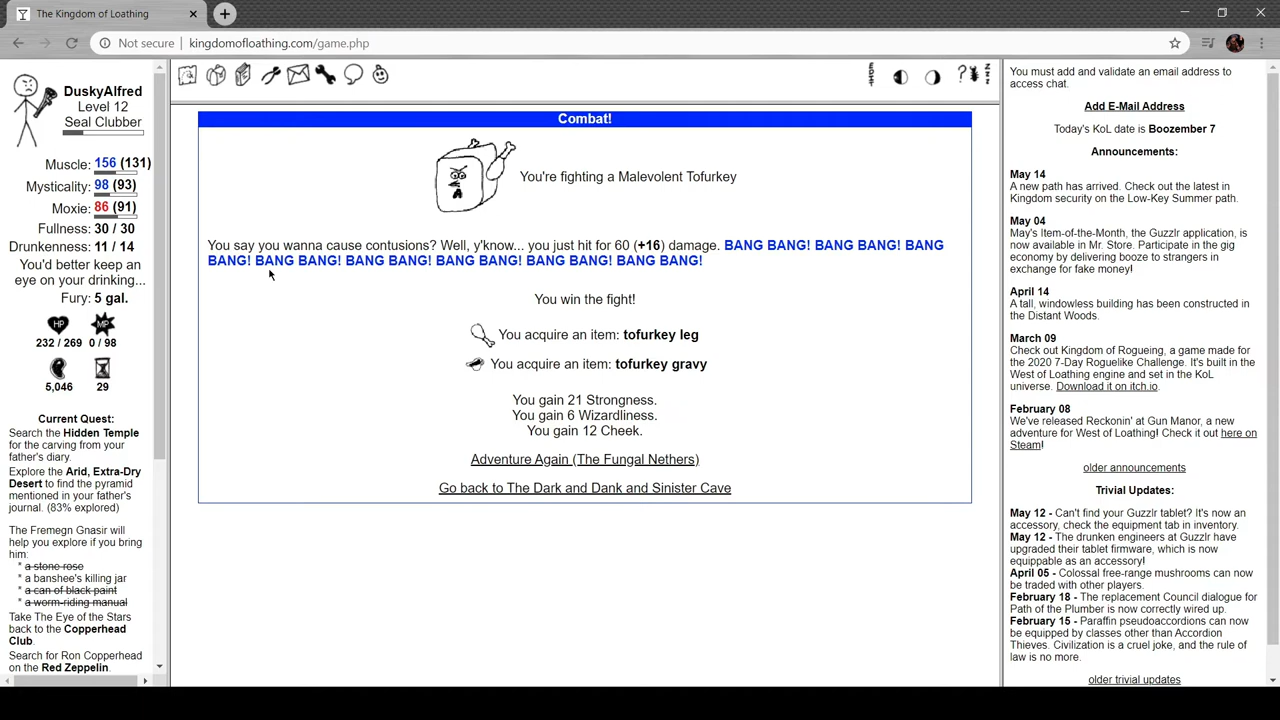 The Kingdom of Loathing
Not secure | kingdomofloathing.com/game.php
DuskyAlfred
Level 12
Seal Clubber
Muscle: 156 (131)
Mysticality: 98 (93)
Moxie: 86 (91)
Fullness: 30 / 30
Drunkenness: 11 / 14
You'd better keep an
eye on your drinking...
Fury: 5 gal.
HP MP
232 / 269 0 / 98
5,046 29
Current Quest:
Search the Hidden Temple
for the carving from your
father's diary.
Explore the Arid, Extra-Dry
Desert to find the pyramid
mentioned in your father's
journal. (83% explored)
The Fremegn Gnasir will
help you explore if you bring
him:
* a stone rose
* a banshee's killing jar
* a can of black paint
* a worm-riding manual
Take The Eye of the Stars
back to the Copperhead
Club.
Search for Ron Copperhead
on the Red Zeppelin.
Combat!
You're fighting a Malevolent Tofurkey
You say you wanna cause contusions? Well, y'know... you just hit for 60 (+16) damage. BANG BANG! BANG BANG! BANG
BANG! BANG BANG! BANG BANG! BANG BANG! BANG BANG! BANG BANG!
You win the fight!
You acquire an item: tofurkey leg
You acquire an item: tofurkey gravy
You gain 21 Strongness.
You gain 6 Wizardliness.
You gain 12 Cheek.
Adventure Again (The Fungal Nethers)
Go back to The Dark and Dank and Sinister Cave
You must add and validate an email address to
access chat.
Add E-Mail Address
Today's KoL date is Boozember 7
Announcements:
May 14
A new path has arrived. Check out the latest in
Kingdom security on the Low-Key Summer path.
May 04
May's Item-of-the-Month, the Guzzlr application, is
now available in Mr. Store. Participate in the gig
economy by delivering booze to strangers in
exchange for fake money!
April 14
A tall, windowless building has been constructed in
the Distant Woods.
March 09
Check out Kingdom of Rogueing, a game made for
the 2020 7-Day Roguelike Challenge. It's built in the
West of Loathing engine and set in the KoL
universe. Download it on itch.io.
February 08
We've released Reckonin' at Gun Manor, a new
adventure for West of Loathing! Check it out here on
Steam!
older announcements
Trivial Updates:
May 12 - Can't find your Guzzlr tablet? It's now an
accessory, check the equipment tab in inventory.
May 12 - The drunken engineers at Guzzlr have
upgraded their tablet firmware, which is now
equippable as an accessory!
April 05 - Colossal free-range mushrooms can now
be traded with other players.
February 18 - The replacement Council dialogue for
Path of the Plumber is now correctly wired up.
February 15 - Paraffin pseudoaccordions can now
be equipped by classes other than Accordion
Thieves. Civilization is a cruel joke, and the rule of
law is no more.
older trivial updates